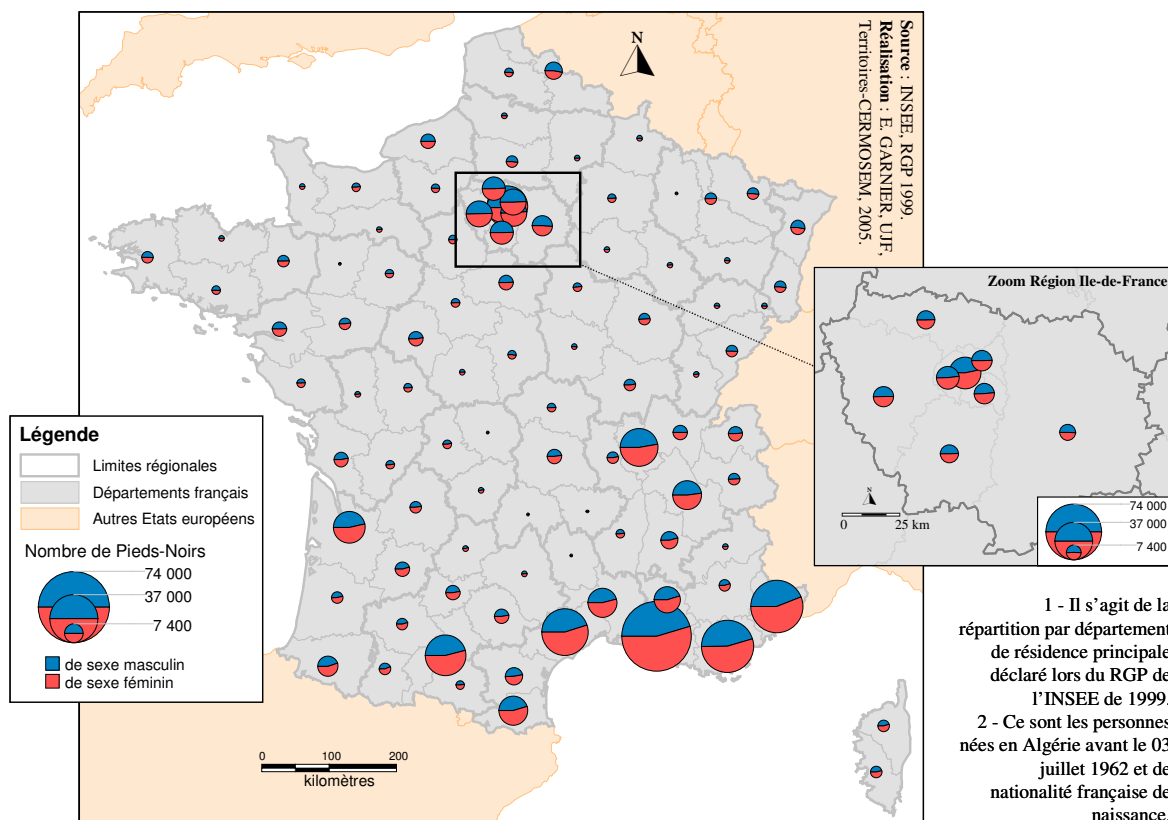 Source : INSEE, RGP 1999.
Réalisation : E. GARNIER, UJF,
Territoires-CERMOSEM, 2005.
N
Zoom Région Ile-de-France
N
0 25 km
74 000
37 000
7 400
Légende
Limites régionales
Départements français
Autres Etats européens
Nombre de Pieds-Noirs
74 000
37 000
7 400
de sexe masculin
de sexe féminin
0 100 200
kilomètres
1 - Il s’agit de la
répartition par département
de résidence principale
déclaré lors du RGP de
l’INSEE de 1999.
2 - Ce sont les personnes
nées en Algérie avant le 03
juillet 1962 et de
nationalité française de
naissance.